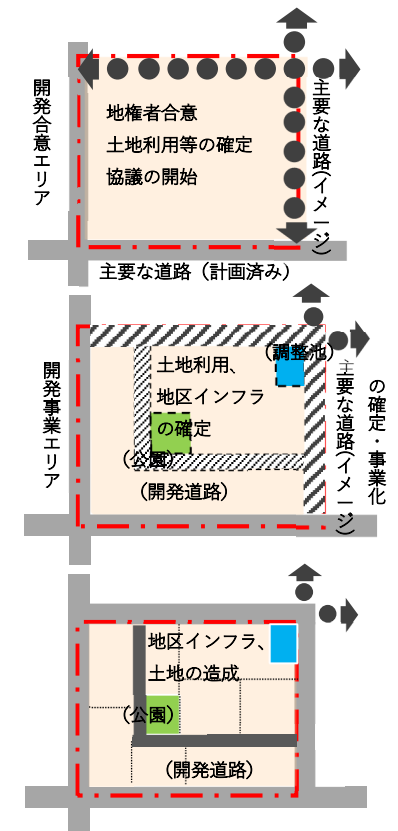 開発合意エリア
地権者合意
土地利用等の確定
協議の開始
主要な道路(イメージ)
主要な道路（計画済み）
開発事業エリア
（調整池）
土地利用、
地区インフラ
の確定
（公園）
（開発道路）
主要な道路(イメージ)
の確定・事業化
地区インフラ、
土地の造成
（公園）
（開発道路）